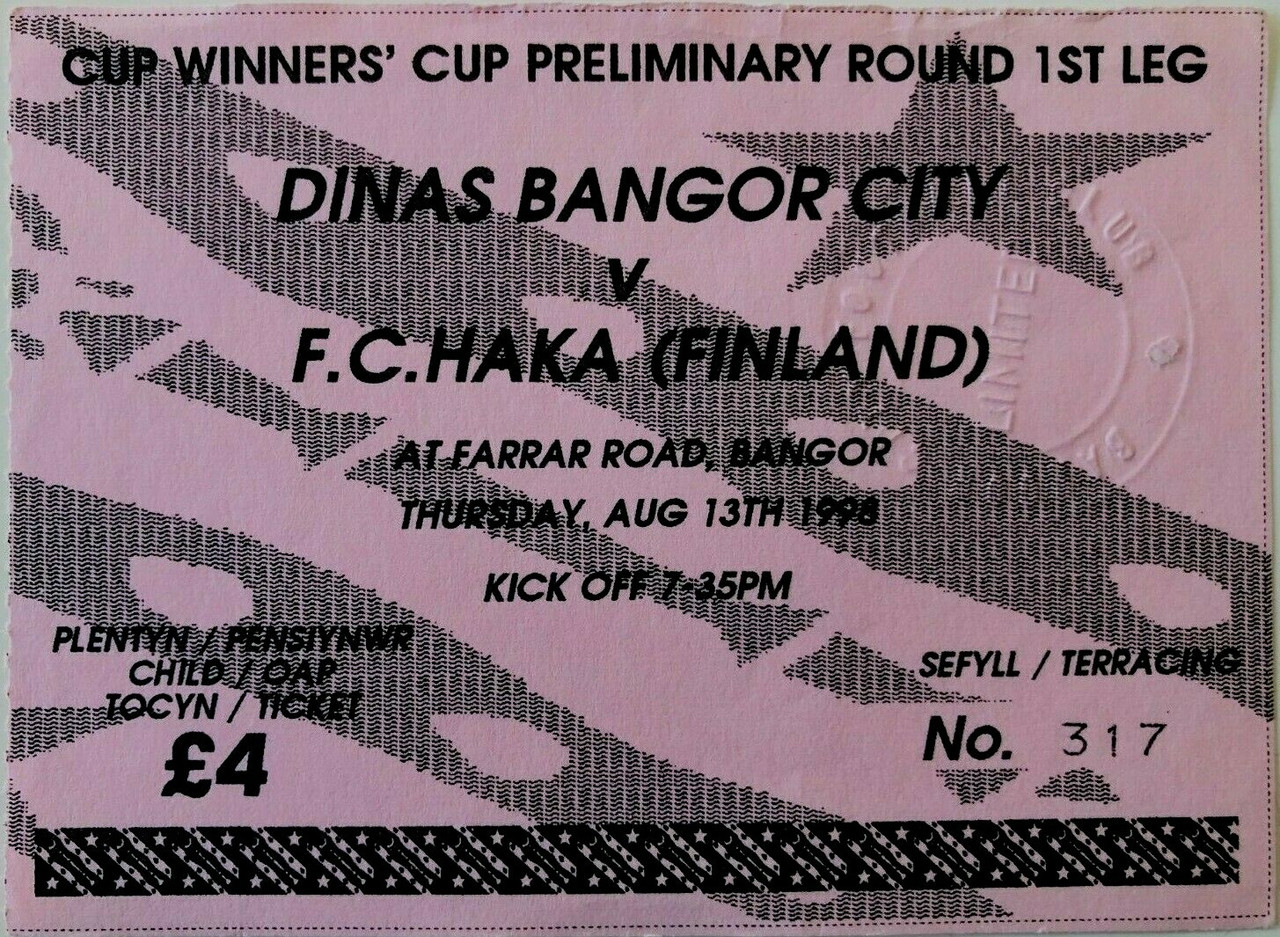 CUP WINNERS' CUP PRELIMINARY ROUND 1ST LEG
DINAS BANGOR CITY
V
F.C.HAKA (FINLAND)
AT FARRAR ROAD, BANGOR
THURSDAY, AUG 13TH 1998
KICK OFF 7-35PM
PLENTYN / PENSIYNWR
CHILD / OAP
TOCYN / TICKET
£4
SEFYLL / TERRACING
No. 317